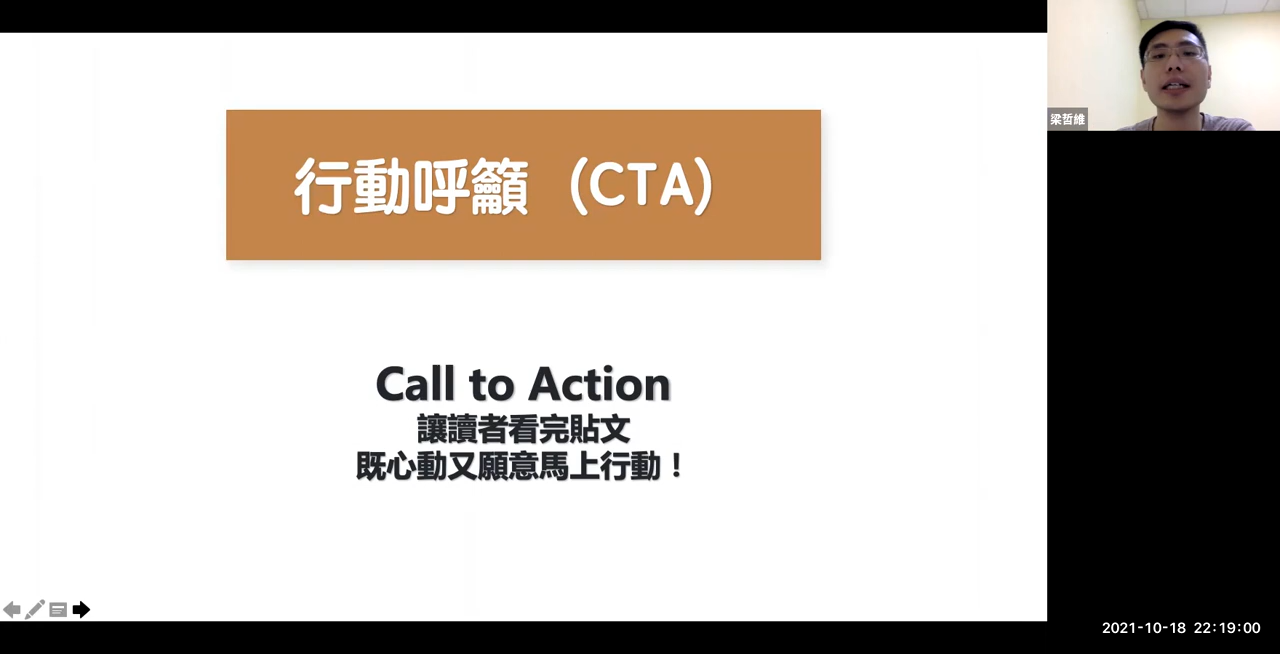 行動呼籲 (CTA)
Call to Action
讓讀者看完貼文
既心動又願意馬上行動！
梁哲維
2021-10-18 22:19:00